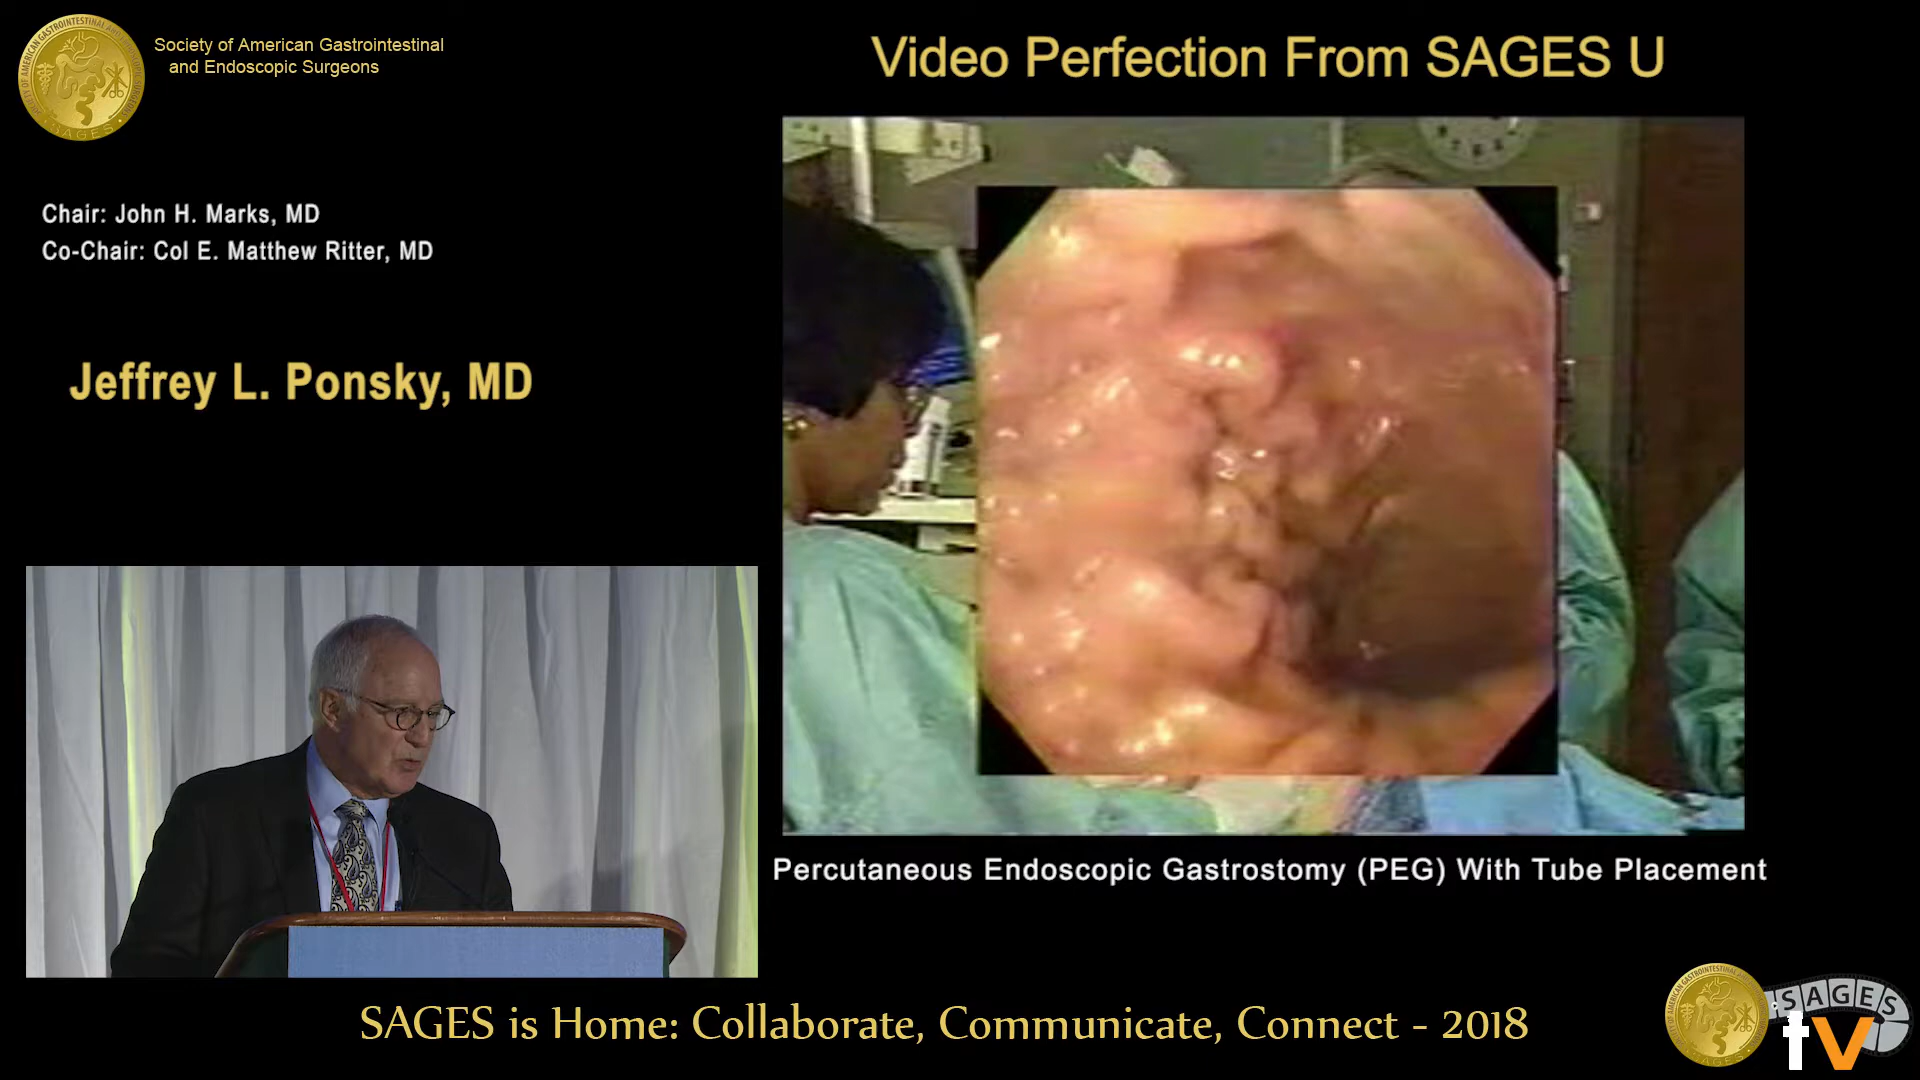 Society of American Gastrointestinal
and Endoscopic Surgeons
Video Perfection From SAGES U
Chair: John H. Marks, MD
Co-Chair: Col E. Matthew Ritter, MD
Jeffrey L. Ponsky, MD
Percutaneous Endoscopic Gastrostomy (PEG) With Tube Placement
SAGES is Home: Collaborate, Communicate, Connect - 2018
SAGES
tv